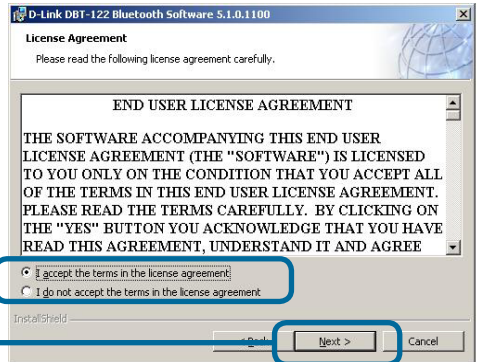 D-Link DBT-122 Bluetooth Software 5.1.0.1100
License Agreement
Please read the following license agreement carefully.
END USER LICENSE AGREEMENT
THE SOFTWARE ACCOMPANYING THIS END USER
LICENSE AGREEMENT (THE "SOFTWARE") IS LICENSED
TO YOU ONLY ON THE CONDITION THAT YOU ACCEPT ALL
OF THE TERMS IN THIS END USER LICENSE AGREEMENT.
PLEASE READ THE TERMS CAREFULLY. BY CLICKING ON
THE "YES" BUTTON YOU ACKNOWLEDGE THAT YOU HAVE
READ THIS AGREEMENT, UNDERSTAND IT AND AGREE
I accept the terms in the license agreement
I do not accept the terms in the license agreement
InstallShield
Next > Cancel